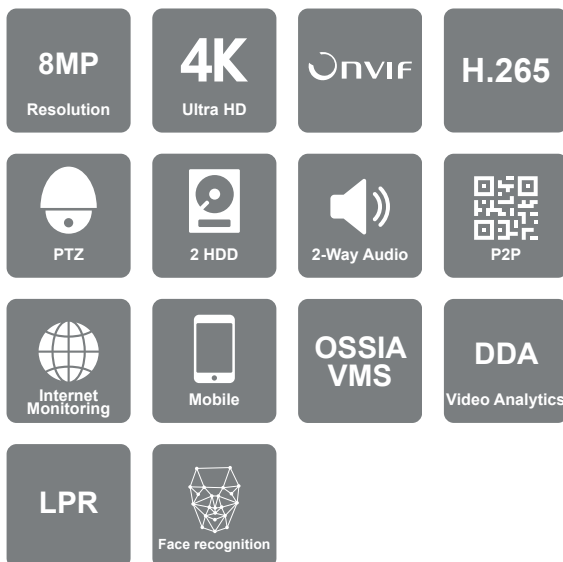 8MP
Resolution
4K
Ultra HD
ONVIF
H.265
PTZ
2 HDD
2-Way Audio
P2P
Internet
Monitoring
Mobile
OSSIA
VMS
DDA
Video Analytics
LPR
Face recognition